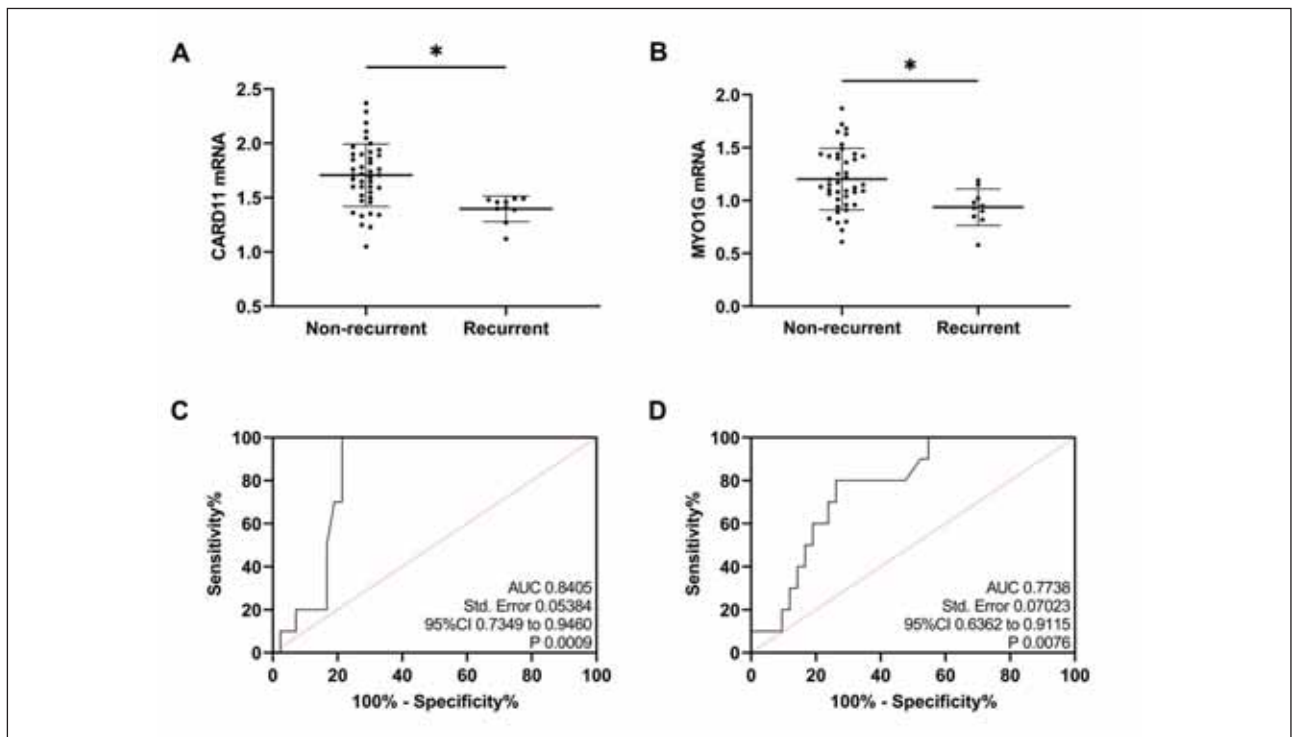 A
*
CARD11 mRNA
2.5
2.0
1.5
1.0
0.5
Non-recurrent Recurrent
B
*
MYO1G mRNA
2.0
1.5
1.0
0.5
0.0
Non-recurrent Recurrent
C
Sensitivity%
100
80
60
40
20
0
AUC 0.8405
Std. Error 0.05384
95%CI 0.7349 to 0.9460
P 0.0009
0 20 40 60 80 100
100% - Specificity%
D
Sensitivity%
100
80
60
40
20
0
AUC 0.7738
Std. Error 0.07023
95%CI 0.6362 to 0.9115
P 0.0076
0 20 40 60 80 100
100% - Specificity%